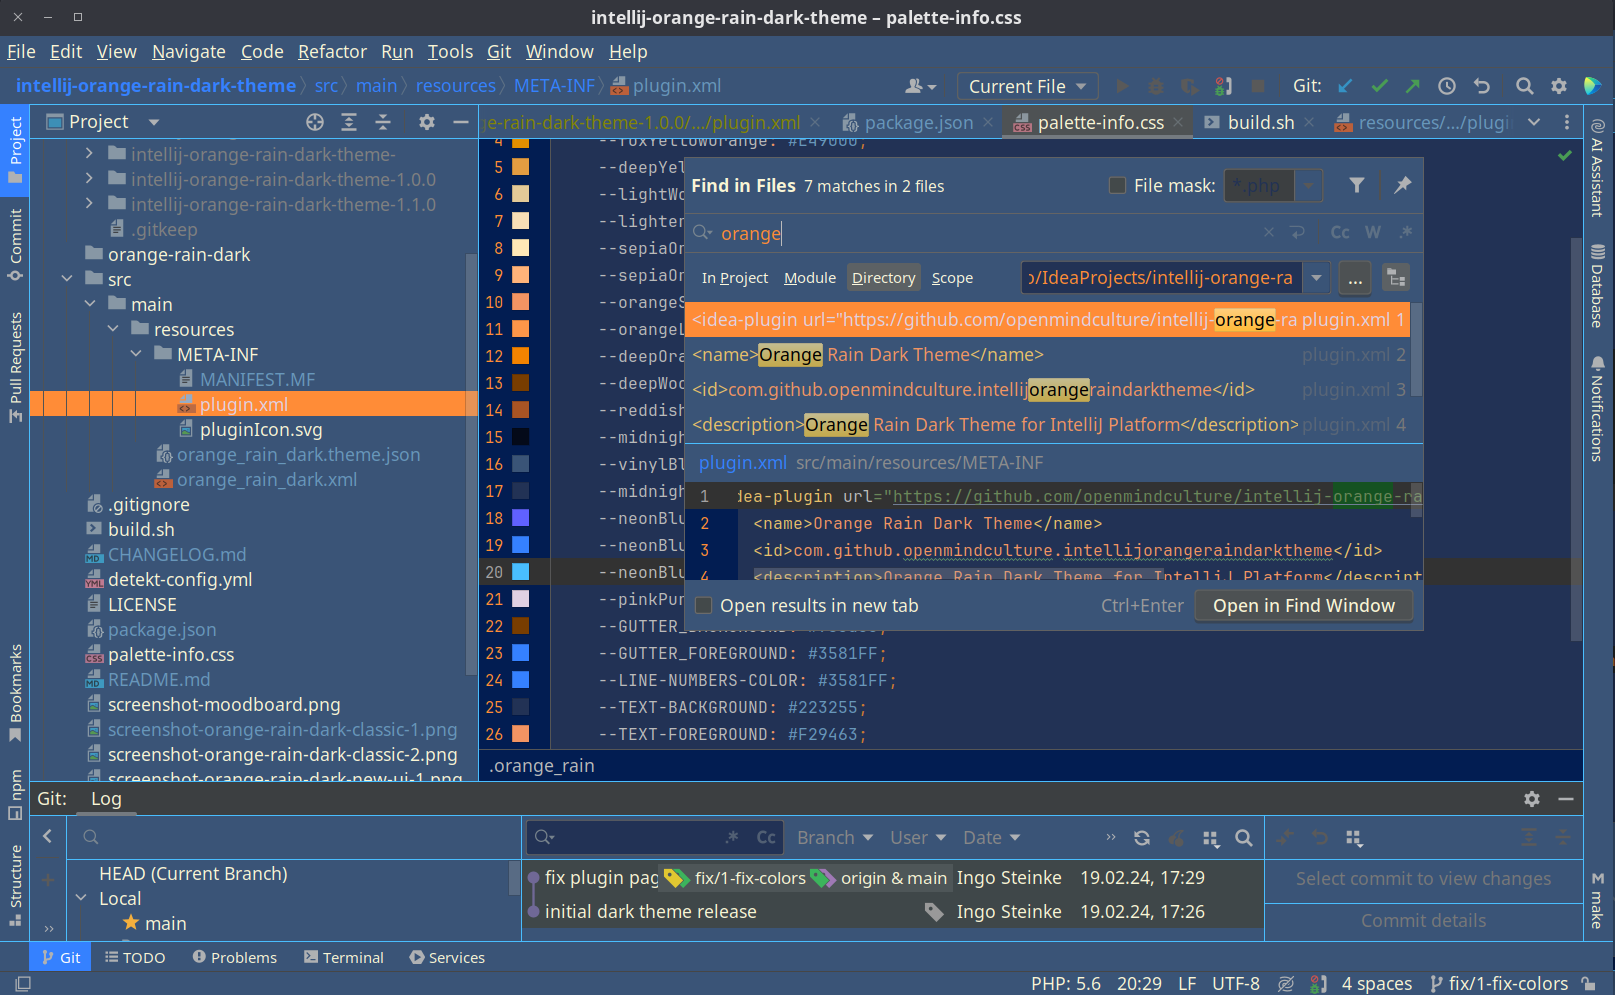 intellij-orange-rain-dark-theme – palette-info.css
File Edit View Navigate Code Refactor Run Tools Git Window Help
intellij-orange-rain-dark-theme src main resources META-INF plugin.xml
Current File
Git:
Project
ge-rain-dark-theme-1.0.0/.../plugin.xml
package.json
palette-info.css
build.sh
resources/.../plugi
Project
Commit
Pull Requests
Bookmarks
npm
Structure
intellij-orange-rain-dark-theme-
intellij-orange-rain-dark-theme-1.0.0
intellij-orange-rain-dark-theme-1.1.0
.gitkeep
orange-rain-dark
src
main
resources
META-INF
MANIFEST.MF
plugin.xml
pluginIcon.svg
orange_rain_dark.theme.json
orange_rain_dark.xml
.gitignore
build.sh
CHANGELOG.md
detekt-config.yml
LICENSE
package.json
palette-info.css
README.md
screenshot-moodboard.png
screenshot-orange-rain-dark-classic-1.png
screenshot-orange-rain-dark-classic-2.png
screenshot-orange-rain-dark-new-ui-1.png
4 --foxYellowOrange: #E49000;
5 --deepYel
6 --lightWo
7 --lighter
8 --sepiaOr
9 --sepiaOr
10 --orangeS
11 --orangeL
12 --deepOra
13 --deepWoo
14 --reddish
15 --midnigh
16 --vinylBl
17 --midnigh
18 --neonBlu
19 --neonBlu
20 --neonBlu
21 --pinkPur
22
23 --GUTTER_FOREGROUND: #3581FF;
24 --LINE-NUMBERS-COLOR: #3581FF;
25 --TEXT-BACKGROUND: #223255;
26 --TEXT-FOREGROUND: #F29463;
.orange_rain
Find in Files 7 matches in 2 files
File mask: *.php
orange
Cc W .*
In Project Module Directory Scope
o/IdeaProjects/intellij-orange-ra
...
<idea-plugin url="https://github.com/openmindculture/intellij-orange-ra plugin.xml 1
<name>Orange Rain Dark Theme</name> plugin.xml 2
<id>com.github.openmindculture.intellijorangeraindarktheme</id> plugin.xml 3
<description>Orange Rain Dark Theme for IntelliJ Platform</description> plugin.xml 4
plugin.xml src/main/resources/META-INF
1 dea-plugin url="https://github.com/openmindculture/intellij-orange-ra
2 <name>Orange Rain Dark Theme</name>
3 <id>com.github.openmindculture.intellijorangeraindarktheme</id>
4 <description>Orange Rain Dark Theme for IntelliJ Platform</descript
Open results in new tab
Ctrl+Enter
Open in Find Window
AI Assistant
Database
Notifications
M make
Git: Log
HEAD (Current Branch)
Local
main
.* Cc
Branch User Date
fix plugin pag fix/1-fix-colors origin & main Ingo Steinke 19.02.24, 17:29
initial dark theme release Ingo Steinke 19.02.24, 17:26
Select commit to view changes
Commit details
Git TODO Problems Terminal Services
PHP: 5.6 20:29 LF UTF-8 4 spaces fix/1-fix-colors